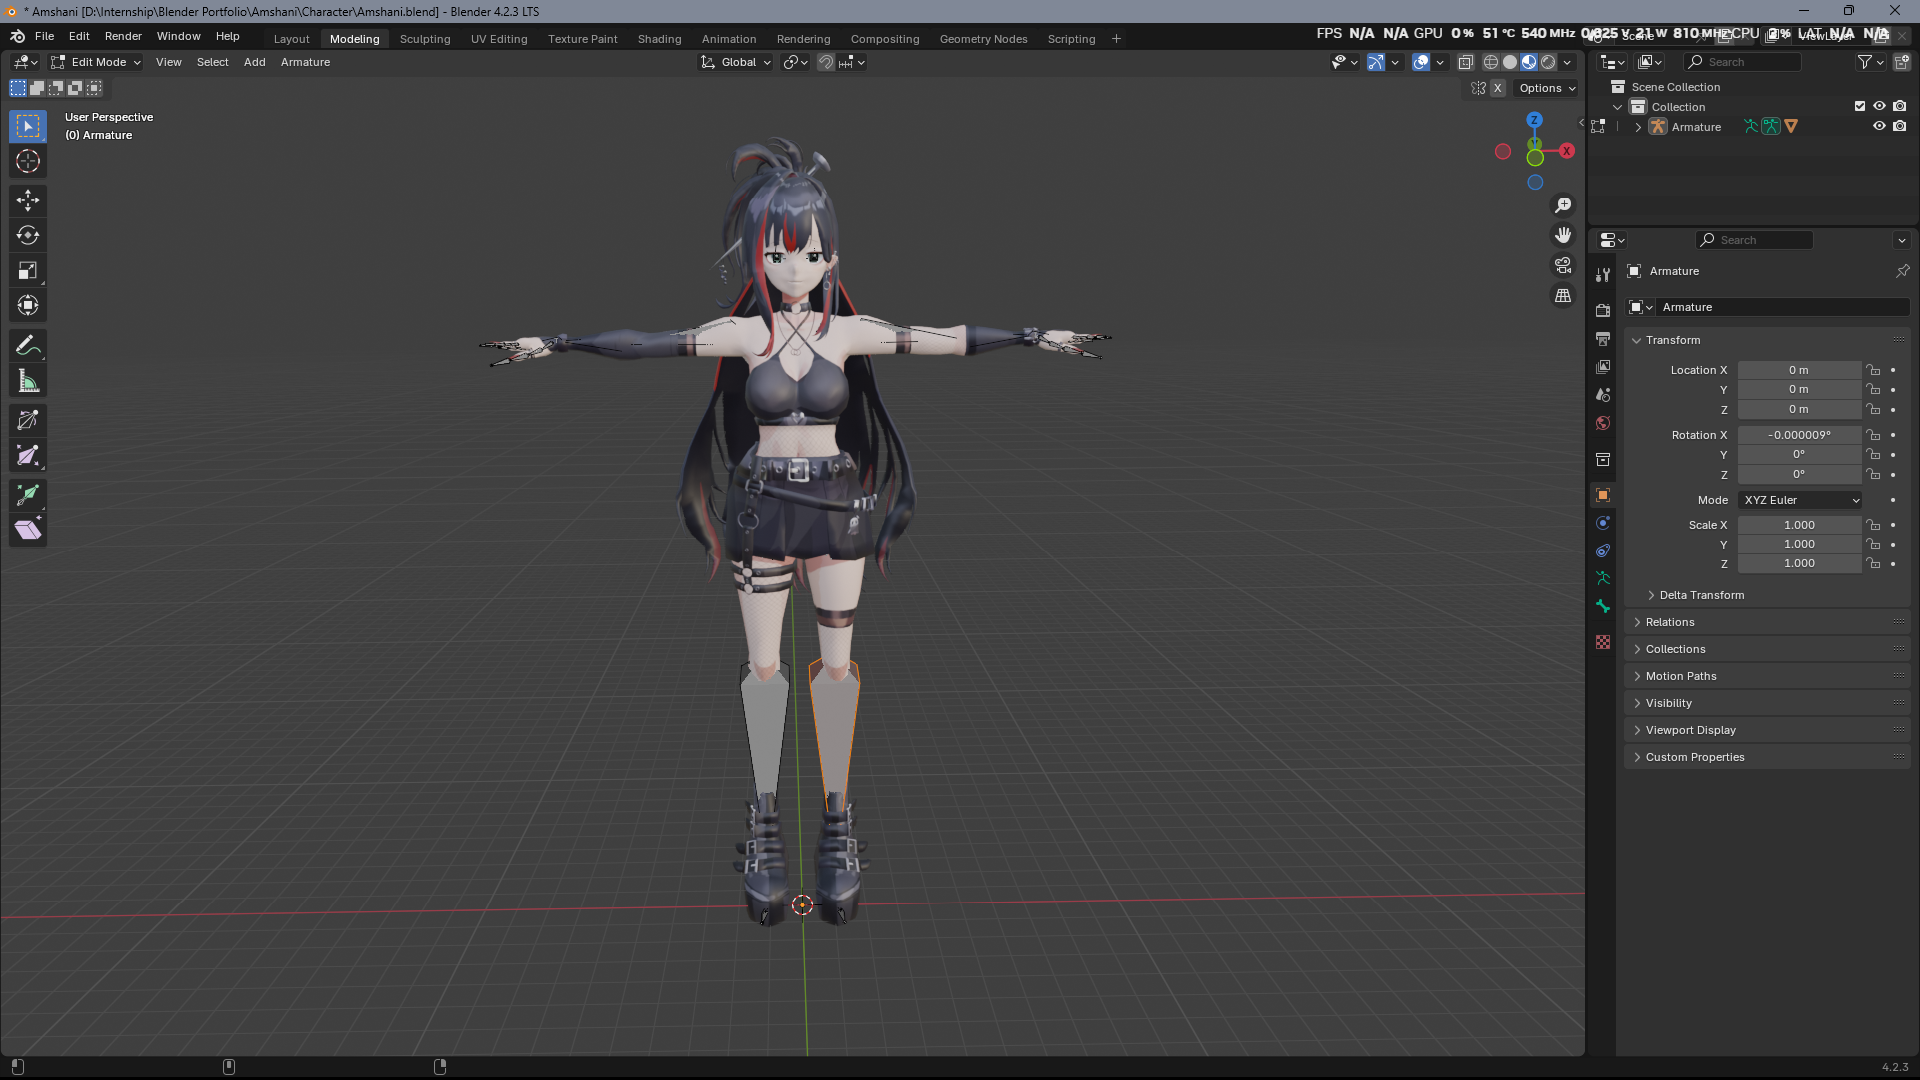 * Amshani [D:\Internship\Blender Portfolio\Amshani\Character\Amshani.blend] - Blender 4.2.3 LTS
File Edit Render Window Help Layout Modeling Sculpting UV Editing Texture Paint Shading Animation Rendering Compositing Geometry Nodes Scripting +
FPS N/A N/A GPU 0 % 51 °C 540 MHz 0.825 V 21 W 810 MHz CPU 2 % LAT N/A N/A
Edit Mode View Select Add Armature Global
Search
X Options
Scene Collection
Collection
Armature
User Perspective
(0) Armature
Z
X
Search
Armature
Armature
Transform
Location X 0 m
Y 0 m
Z 0 m
Rotation X -0.000009°
Y 0°
Z 0°
Mode XYZ Euler
Scale X 1.000
Y 1.000
Z 1.000
Delta Transform
Relations
Collections
Motion Paths
Visibility
Viewport Display
Custom Properties
4.2.3